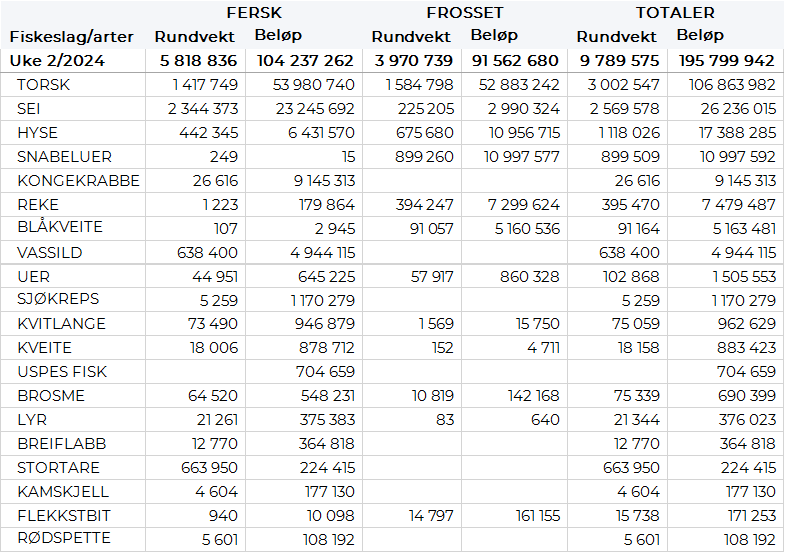 FERSK FROSSET TOTALER
Fiskeslag/arter Rundvekt Beløp Rundvekt Beløp Rundvekt Beløp
Uke 2/2024 5 818 836 104 237 262 3 970 739 91 562 680 9 789 575 195 799 942
TORSK 1 417 749 53 980 740 1 584 798 52 883 242 3 002 547 106 863 982
SEI 2 344 373 23 245 692 225 205 2 990 324 2 569 578 26 236 015
HYSE 442 345 6 431 570 675 680 10 956 715 1 118 026 17 388 285
SNABELUER 249 15 899 260 10 997 577 899 509 10 997 592
KONGEKRABBE 26 616 9 145 313 26 616 9 145 313
REKE 1 223 179 864 394 247 7 299 624 395 470 7 479 487
BLÅKVEITE 107 2 945 91 057 5 160 536 91 164 5 163 481
VASSILD 638 400 4 944 115 638 400 4 944 115
UER 44 951 645 225 57 917 860 328 102 868 1 505 553
SJØKREPS 5 259 1 170 279 5 259 1 170 279
KVITLANGE 73 490 946 879 1 569 15 750 75 059 962 629
KVEITE 18 006 878 712 152 4 711 18 158 883 423
USPES FISK 704 659 704 659
BROSME 64 520 548 231 10 819 142 168 75 339 690 399
LYR 21 261 375 383 83 640 21 344 376 023
BREIFLABB 12 770 364 818 12 770 364 818
STORTARE 663 950 224 415 663 950 224 415
KAMSKJELL 4 604 177 130 4 604 177 130
FLEKKSTBIT 940 10 098 14 797 161 155 15 738 171 253
RØDSPETTE 5 601 108 192 5 601 108 192